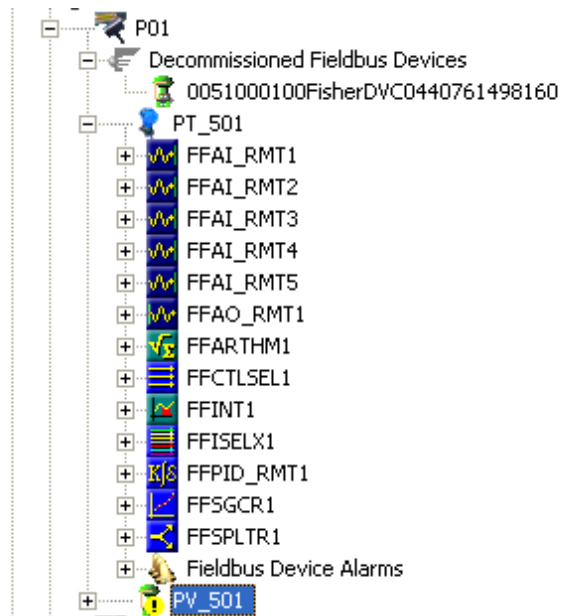 P01
Decommissioned Fieldbus Devices
0051000100FisherDVC0440761498160
PT_501
FFAI_RMT1
FFAI_RMT2
FFAI_RMT3
FFAI_RMT4
FFAI_RMT5
FFAO_RMT1
FFARTHM1
FFCTLSEL1
FFINT1
FFISELX1
FFPID_RMT1
FFSGCR1
FFSPLTR1
Fieldbus Device Alarms
PV_501